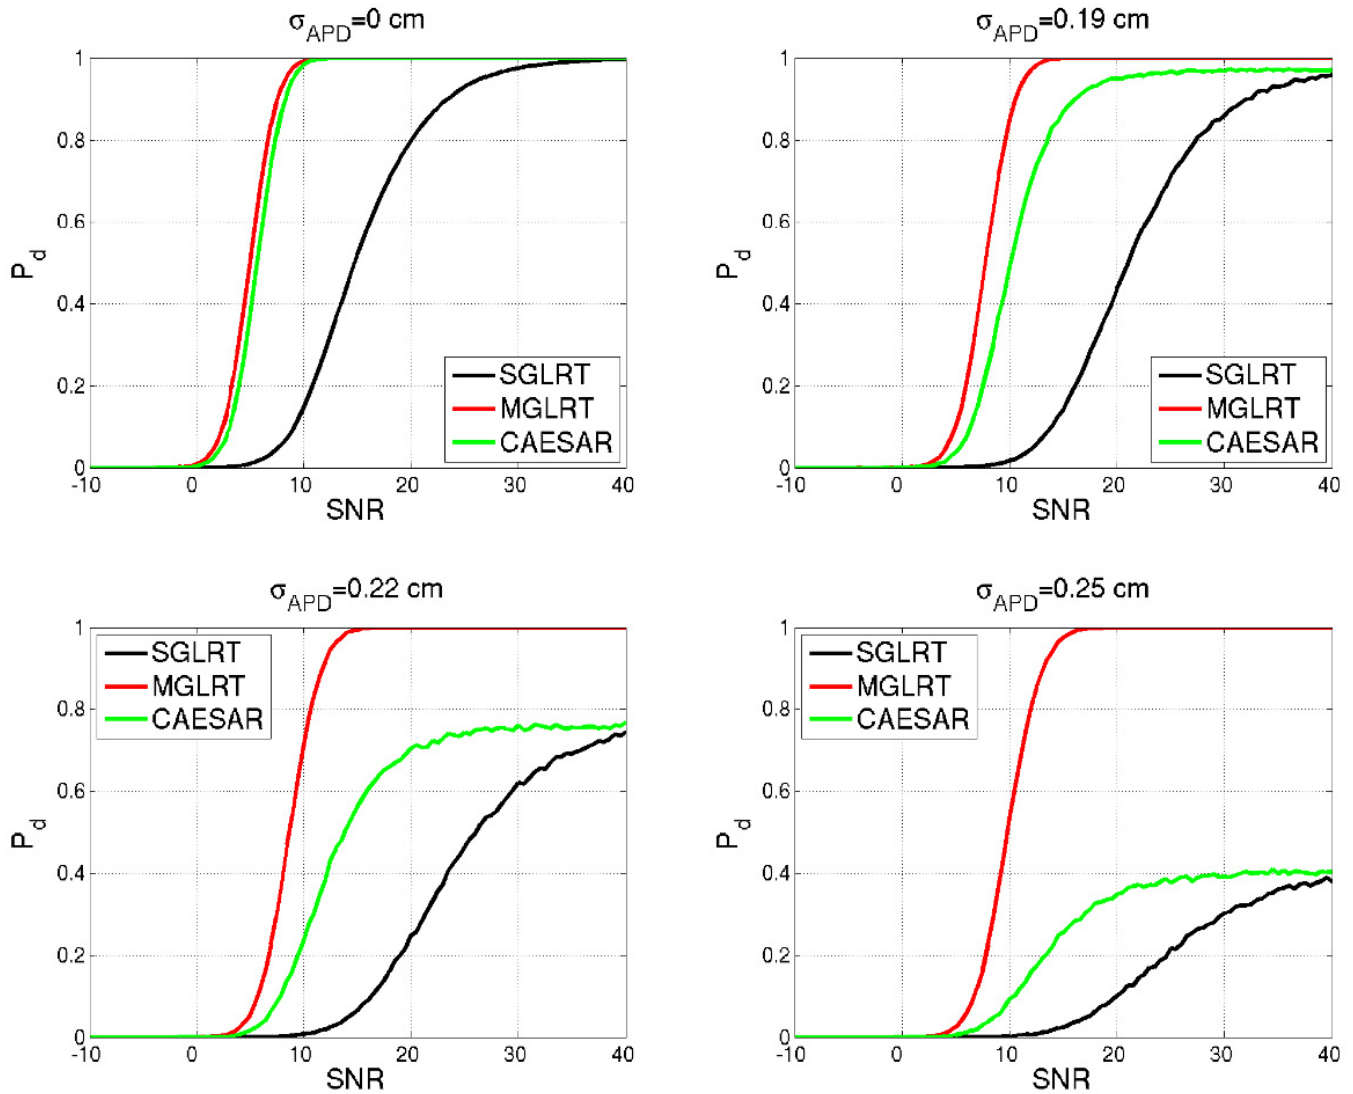 σAPD=0 cm
1
0.8
0.6
0.4
0.2
0
Pd
SGLRT
MGLRT
CAESAR
-10 0 10 20 30 40
SNR
σAPD=0.19 cm
1
0.8
0.6
0.4
0.2
0
Pd
SGLRT
MGLRT
CAESAR
-10 0 10 20 30 40
SNR
σAPD=0.22 cm
1
0.8
0.6
0.4
0.2
0
Pd
SGLRT
MGLRT
CAESAR
-10 0 10 20 30 40
SNR
σAPD=0.25 cm
1
0.8
0.6
0.4
0.2
0
Pd
SGLRT
MGLRT
CAESAR
-10 0 10 20 30 40
SNR